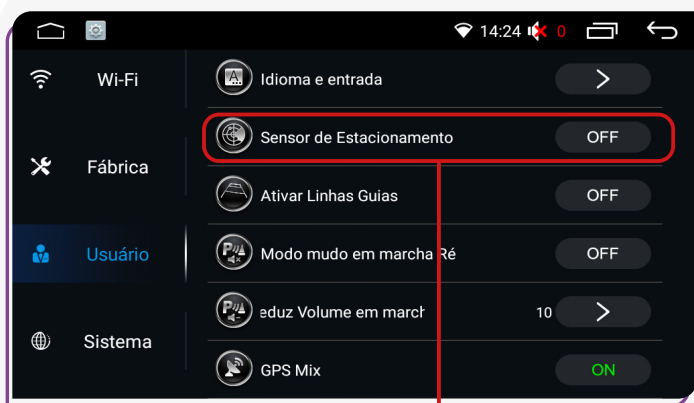 14:24 0
Wi-Fi
Idioma e entrada
Sensor de Estacionamento OFF
Fábrica
Ativar Linhas Guias OFF
Usuário
Modo mudo em marcha Ré OFF
eduz Volume em march 10
Sistema
GPS Mix ON